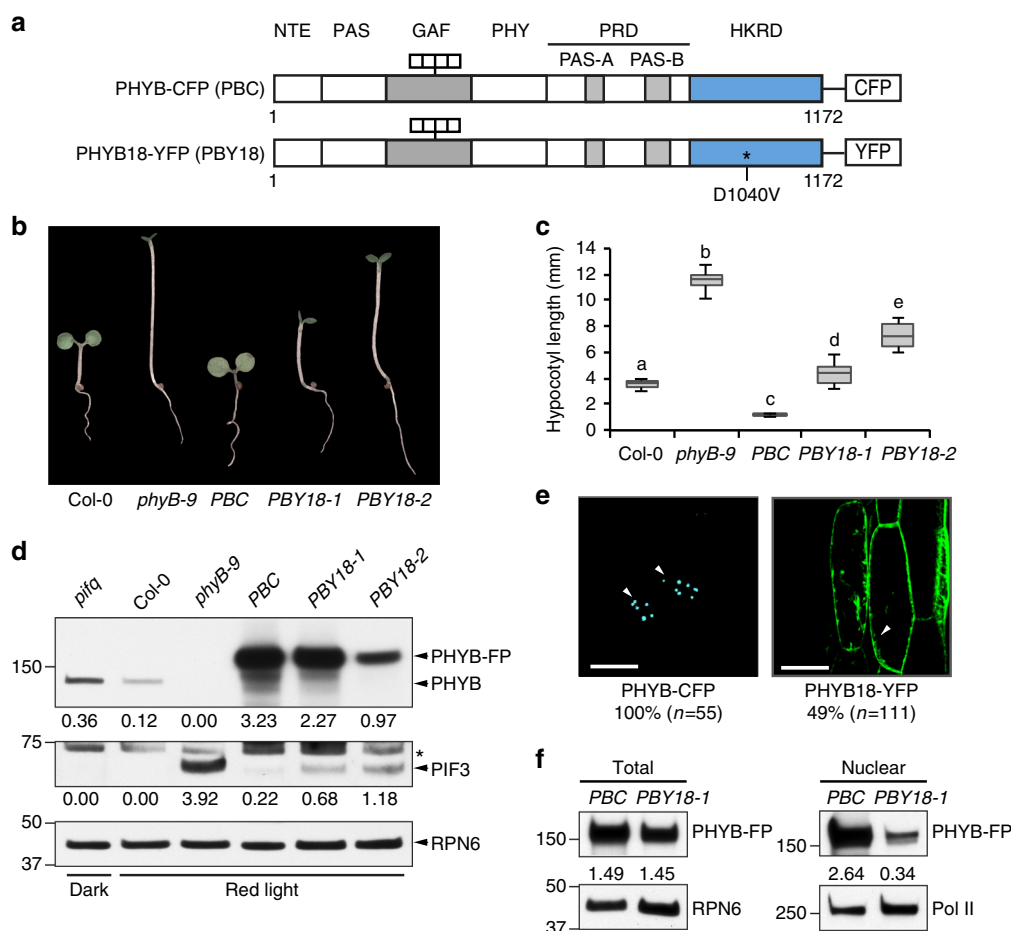 a
NTE PAS GAF PHY PRD HKRD
PAS-A PAS-B
PHYB-CFP (PBC) CFP
1 1172
PHYB18-YFP (PBY18) * YFP
1 1172
D1040V
b
Col-0 phyB-9 PBC PBY18-1 PBY18-2
c
Hypocotyl length (mm)
14
12
10
8
6
4
2
0
a b c d e
Col-0 phyB-9 PBC PBY18-1 PBY18-2
d
pifq Col-0 phyB-9 PBC PBY18-1 PBY18-2
150
PHYB-FP
PHYB
0.36 0.12 0.00 3.23 2.27 0.97
75
*
PIF3
0.00 0.00 3.92 0.22 0.68 1.18
50
RPN6
37
Dark Red light
e
PHYB-CFP
100% (n=55)
PHYB18-YFP
49% (n=111)
f
Total
PBC PBY18-1
150
PHYB-FP
1.49 1.45
50
RPN6
37
Nuclear
PBC PBY18-1
PHYB-FP
150
2.64 0.34
250
Pol II